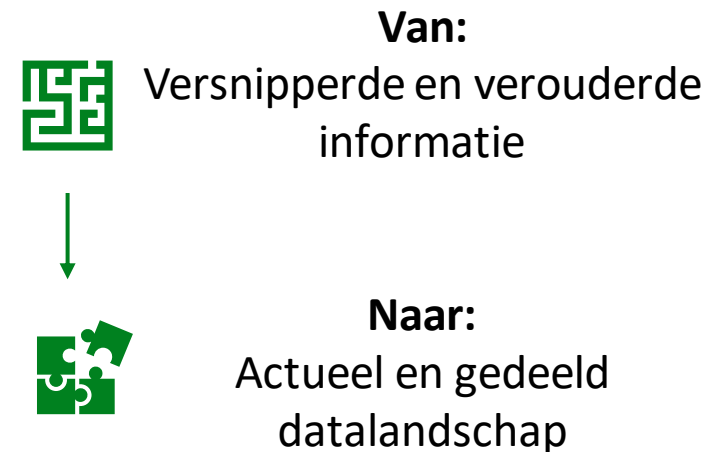 Van:
Versnipperde en verouderde
informatie
Naar:
Actueel en gedeeld
datalandschap